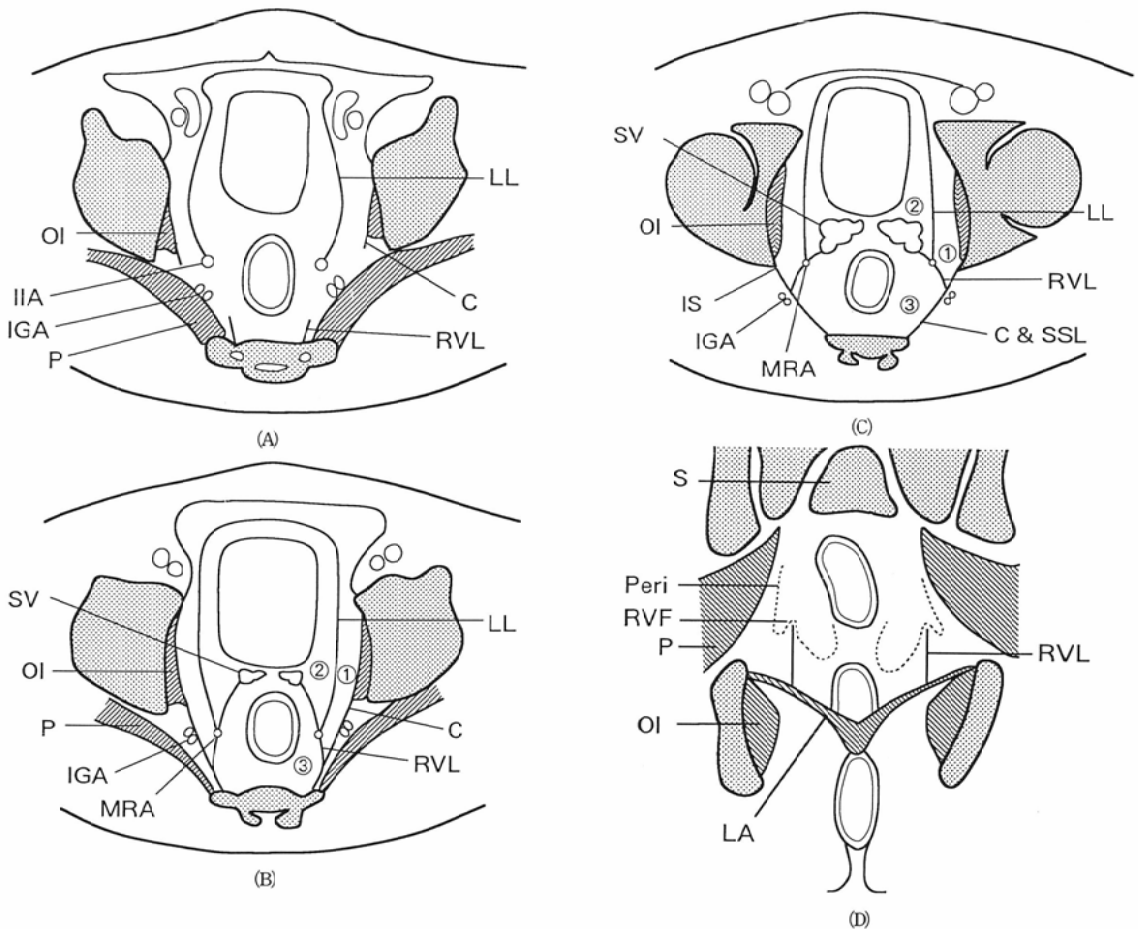 LL
OI
IIA
IGA
P
C
RVL
(A)
SV
OI
IS
IGA
MRA
②
LL
①
RVL
③
C & SSL
(C)
SV
OI
P
IGA
MRA
②
①
LL
C
③
RVL
(B)
S
Peri
RVF
P
OI
LA
RVL
(D)